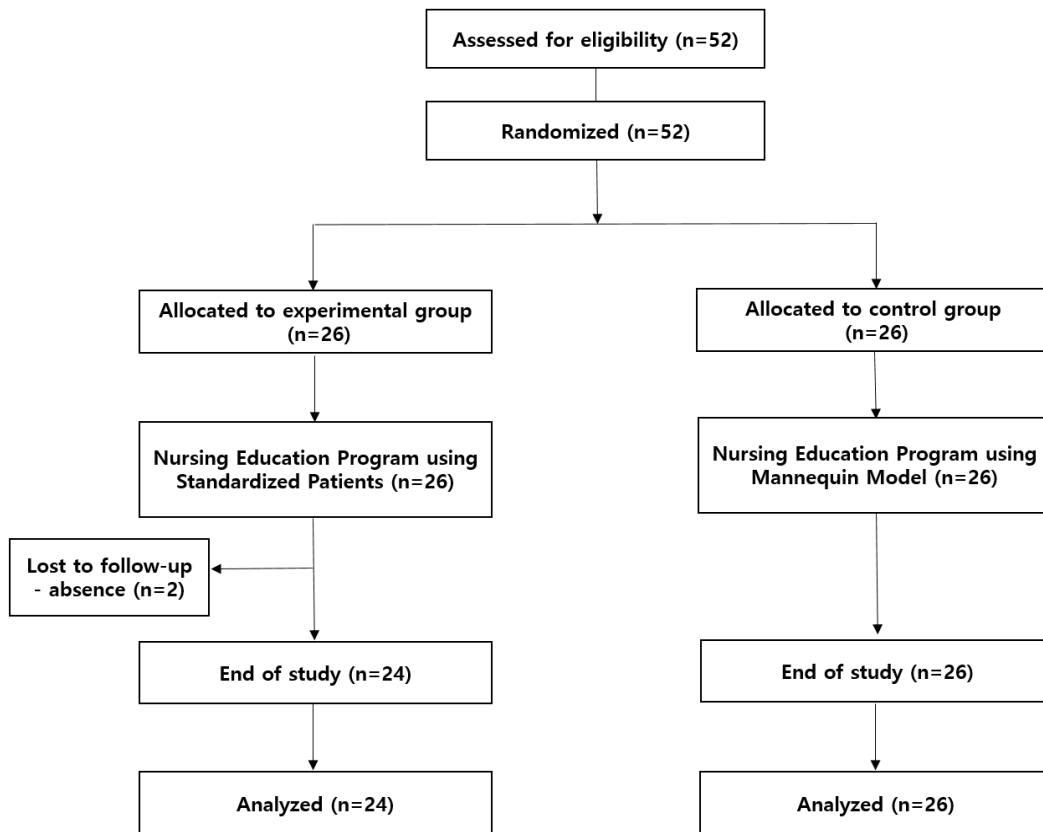 Assessed for eligibility (n=52)
Randomized (n=52)
Allocated to experimental group
(n=26)
Allocated to control group
(n=26)
Nursing Education Program using
Standardized Patients (n=26)
Nursing Education Program using
Mannequin Model (n=26)
Lost to follow-up
- absence (n=2)
End of study (n=24)
End of study (n=26)
Analyzed (n=24)
Analyzed (n=26)